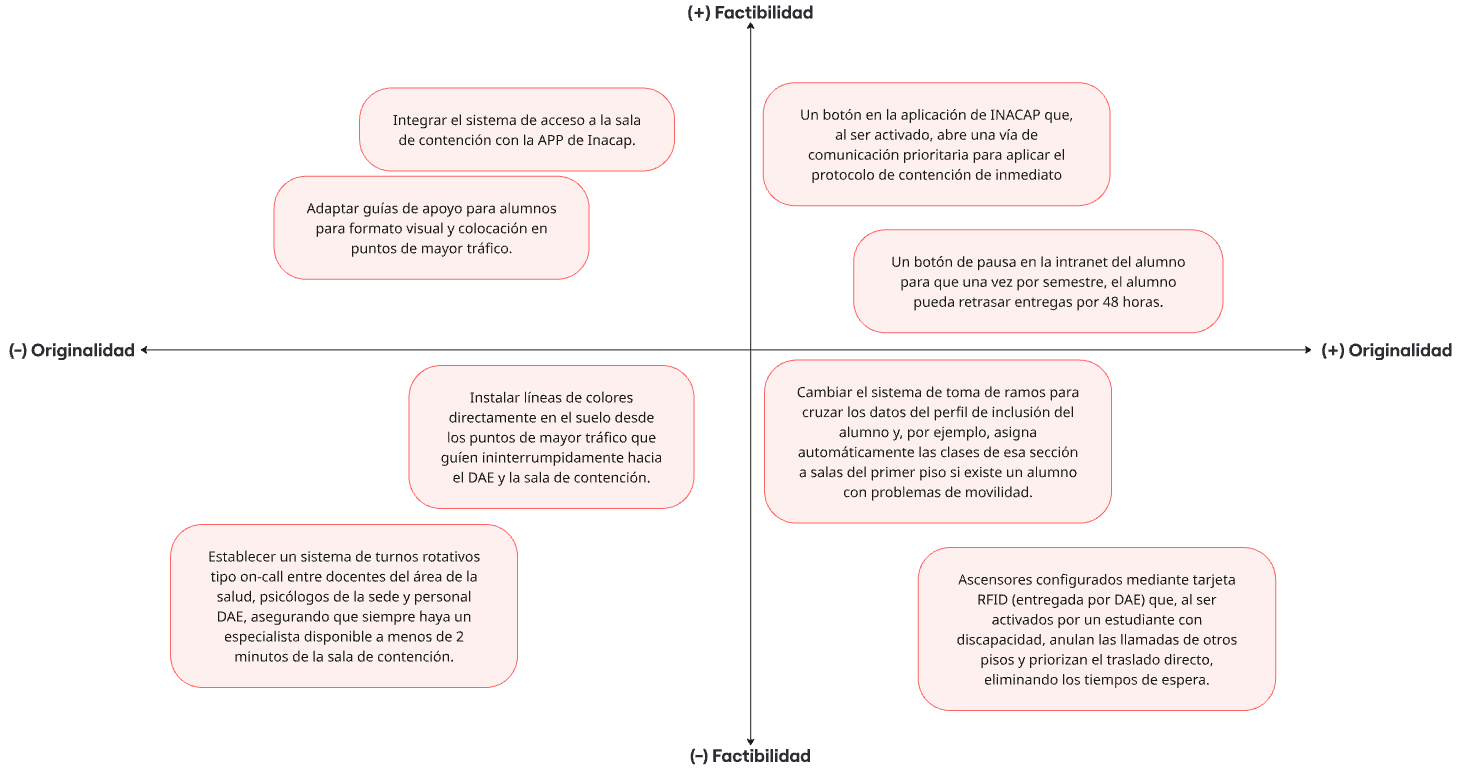 (+) Factibilidad
Integrar el sistema de acceso a la sala
de contención con la APP de Inacap.
Un botón en la aplicación de INACAP que,
al ser activado, abre una vía de
comunicación prioritaria para aplicar el
protocolo de contención de inmediato
Adaptar guías de apoyo para alumnos
para formato visual y colocación en
puntos de mayor tráfico.
Un botón de pausa en la intranet del alumno
para que una vez por semestre, el alumno
pueda retrasar entregas por 48 horas.
(-) Originalidad
(+) Originalidad
Instalar líneas de colores
directamente en el suelo desde
los puntos de mayor tráfico que
guíen ininterrumpidamente hacia
el DAE y la sala de contención.
Cambiar el sistema de toma de ramos para
cruzar los datos del perfil de inclusión del
alumno y, por ejemplo, asigna
automáticamente las clases de esa sección
a salas del primer piso si existe un alumno
con problemas de movilidad.
Establecer un sistema de turnos rotativos
tipo on-call entre docentes del área de la
salud, psicólogos de la sede y personal
DAE, asegurando que siempre haya un
especialista disponible a menos de 2
minutos de la sala de contención.
Ascensores configurados mediante tarjeta
RFID (entregada por DAE) que, al ser
activados por un estudiante con
discapacidad, anulan las llamadas de otros
pisos y priorizan el traslado directo,
eliminando los tiempos de espera.
(-) Factibilidad